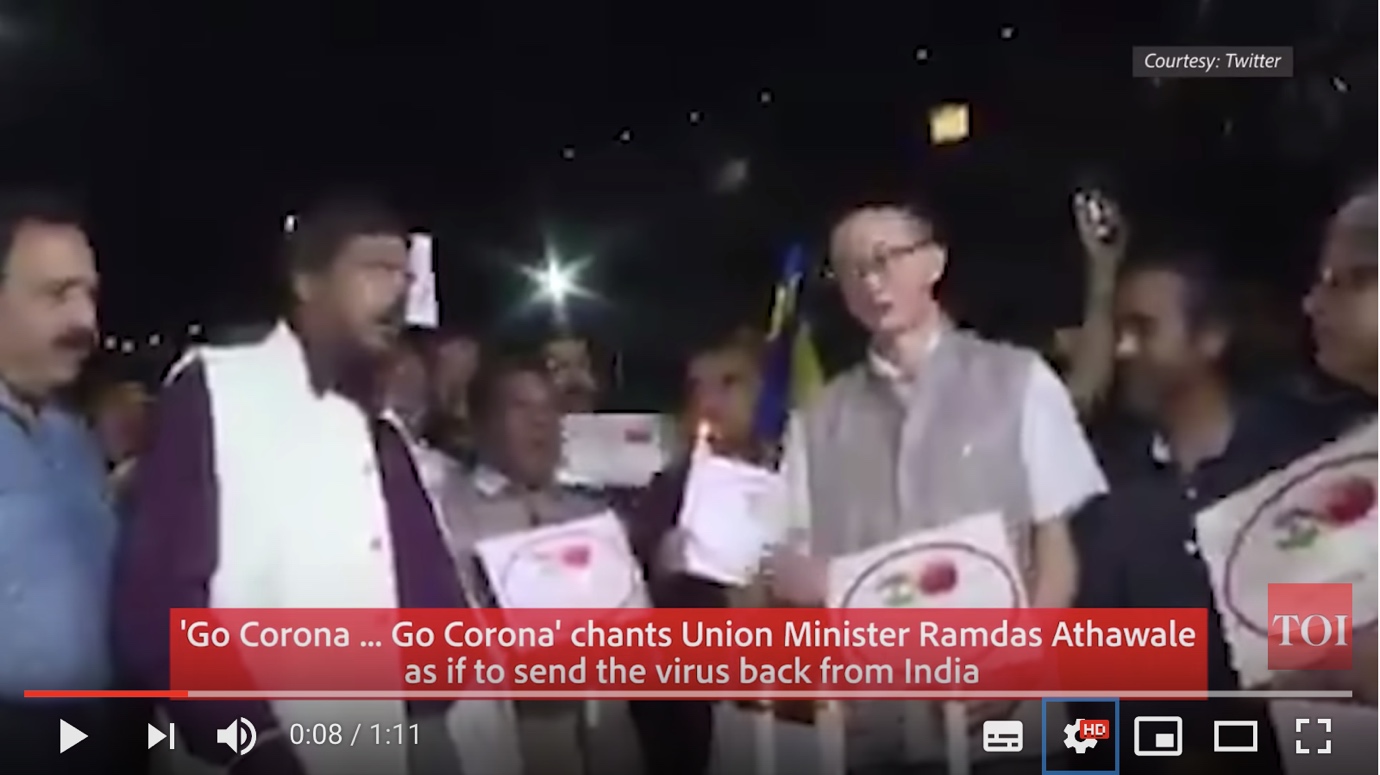 Courtesy: Twitter
'Go Corona ... Go Corona' chants Union Minister Ramdas Athawale
as if to send the virus back from India
TOI
0:08 / 1:11
HD